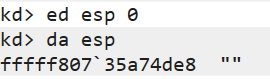 kd> ed esp 0
kd> da esp
fffff807`35a74de8  ""